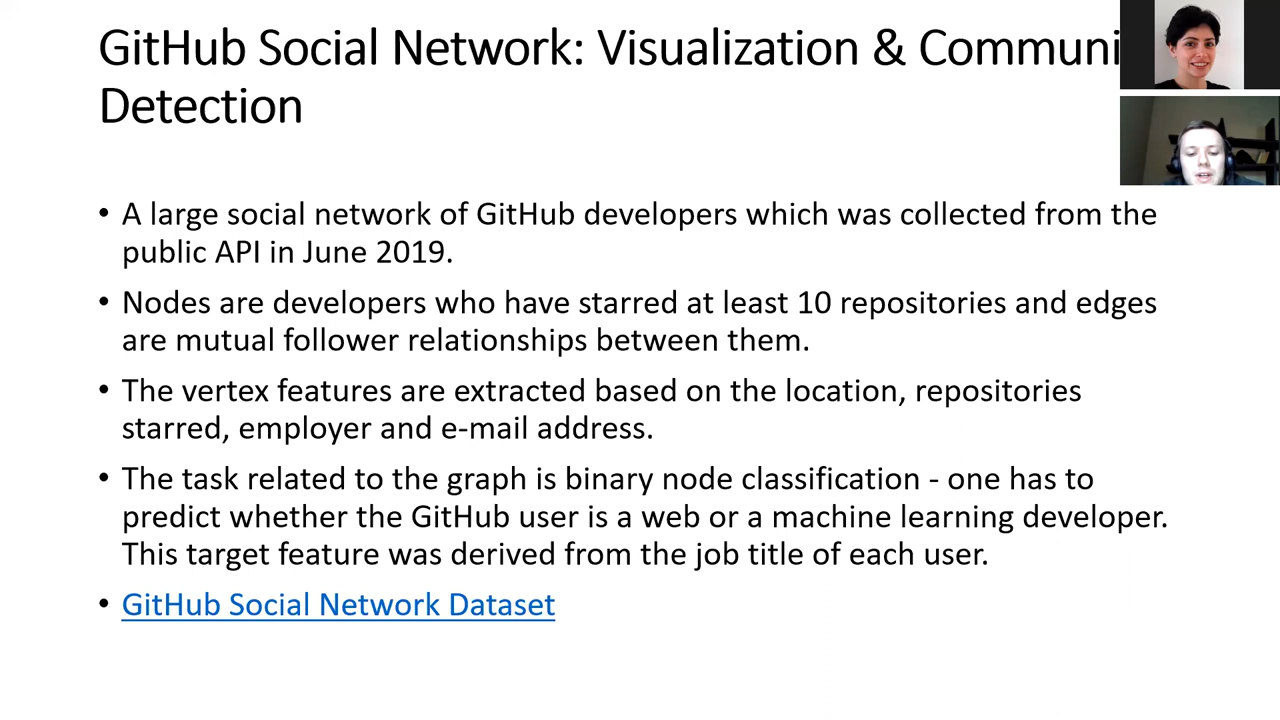 GitHub Social Network: Visualization & Communi
Detection
• A large social network of GitHub developers which was collected from the
public API in June 2019.
• Nodes are developers who have starred at least 10 repositories and edges
are mutual follower relationships between them.
• The vertex features are extracted based on the location, repositories
starred, employer and e-mail address.
• The task related to the graph is binary node classification - one has to
predict whether the GitHub user is a web or a machine learning developer.
This target feature was derived from the job title of each user.
• GitHub Social Network Dataset